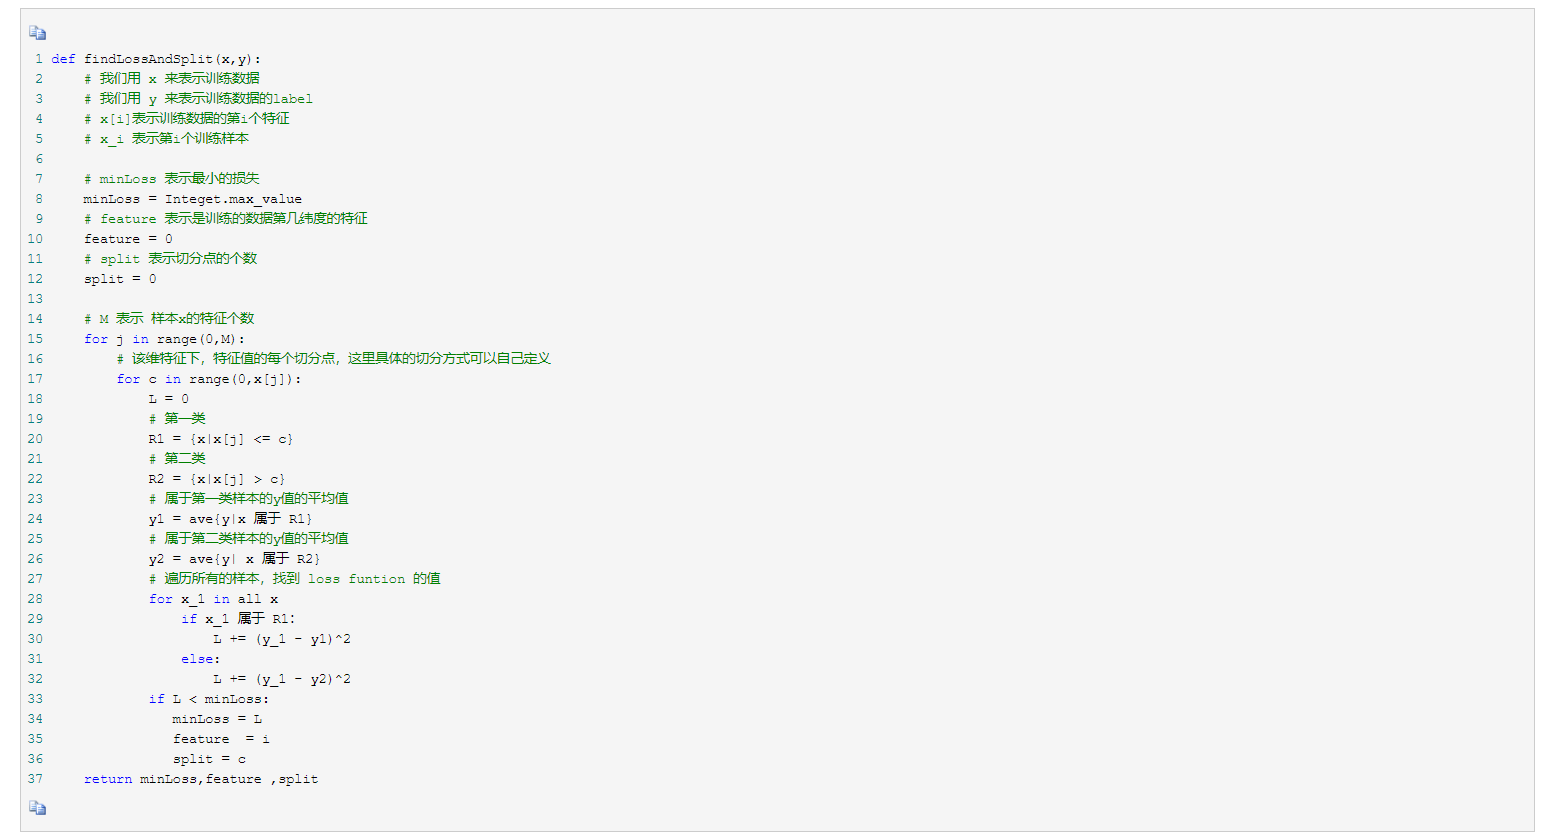 1 def findLossAndSplit(x,y):
2     # 我们用 x 来表示训练数据
3     # 我们用 y 来表示训练数据的label
4     # x[i]表示训练数据的第i个特征
5     # x_i 表示第i个训练样本
6
7     # minLoss 表示最小的损失
8     minLoss = Integet.max_value
9     # feature 表示是训练的数据第几纬度的特征
10     feature = 0
11     # split 表示切分点的个数
12     split = 0
13
14     # M 表示 样本x的特征个数
15     for j in range(0,M):
16         # 该维特征下，特征值的每个切分点，这里具体的切分方式可以自己定义
17         for c in range(0,x[j]):
18             L = 0
19             # 第一类
20             R1 = {x|x[j] <= c}
21             # 第二类
22             R2 = {x|x[j] > c}
23             # 属于第一类样本的y值的平均值
24             y1 = ave{y|x 属于 R1}
25             # 属于第二类样本的y值的平均值
26             y2 = ave{y| x 属于 R2}
27             # 遍历所有的样本，找到 loss funtion 的值
28             for x_1 in all x
29                 if x_1 属于 R1:
30                     L += (y_1 - y1)^2
31                 else:
32                     L += (y_1 - y2)^2
33             if L < minLoss:
34                minLoss = L
35                feature  = i
36                split = c
37     return minLoss,feature ,split